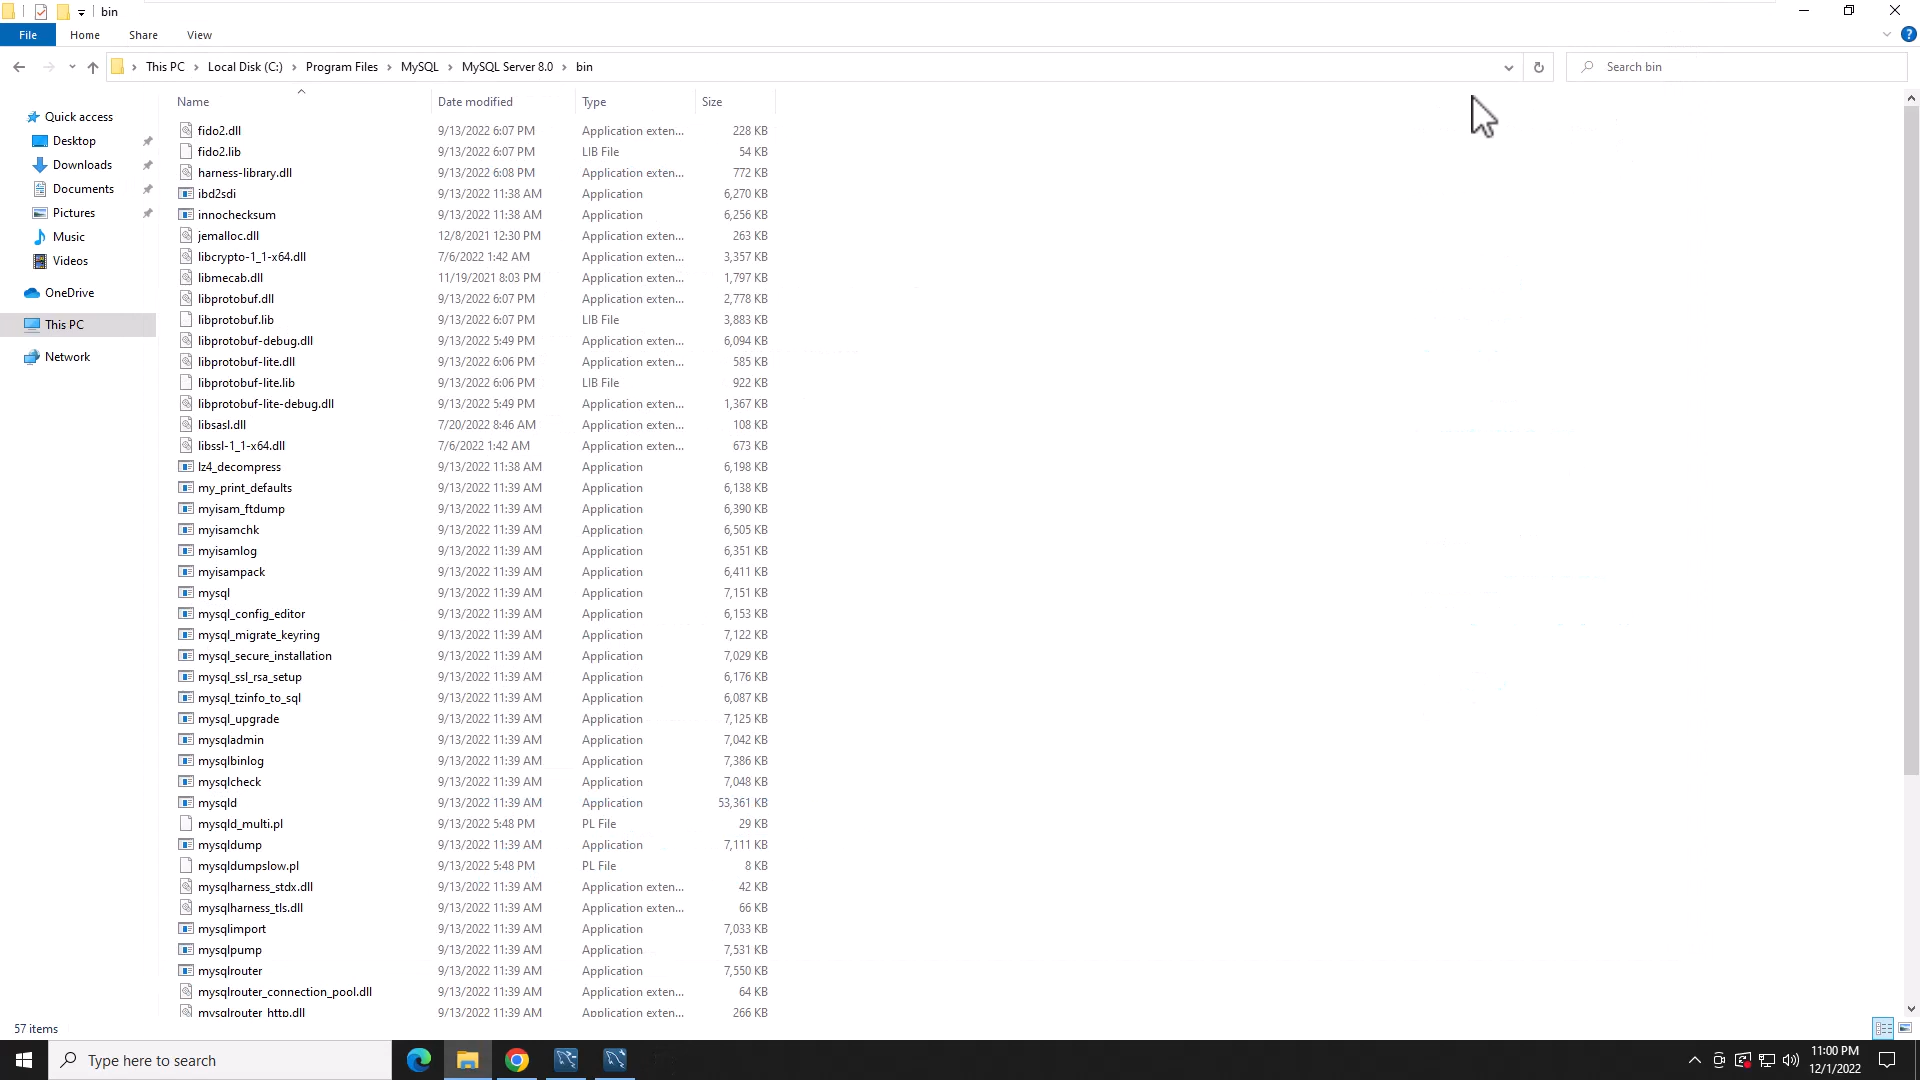 bin
File Home Share View
This PC Local Disk (C:) Program Files MySQL MySQL Server 8.0 bin Search bin
Name Date modified Type Size
Quick access
Desktop
Downloads
Documents
Pictures
Music
Videos
OneDrive
This PC
Network
fido2.dll 9/13/2022 6:07 PM Application exten... 228 KB
fido2.lib 9/13/2022 6:07 PM LIB File 54 KB
harness-library.dll 9/13/2022 6:08 PM Application exten... 772 KB
ibd2sdi 9/13/2022 11:38 AM Application 6,270 KB
innochecksum 9/13/2022 11:38 AM Application 6,256 KB
jemalloc.dll 12/8/2021 12:30 PM Application exten... 263 KB
libcrypto-1_1-x64.dll 7/6/2022 1:42 AM Application exten... 3,357 KB
libmecab.dll 11/19/2021 8:03 PM Application exten... 1,797 KB
libprotobuf.dll 9/13/2022 6:07 PM Application exten... 2,778 KB
libprotobuf.lib 9/13/2022 6:07 PM LIB File 3,883 KB
libprotobuf-debug.dll 9/13/2022 5:49 PM Application exten... 6,094 KB
libprotobuf-lite.dll 9/13/2022 6:06 PM Application exten... 585 KB
libprotobuf-lite.lib 9/13/2022 6:06 PM LIB File 922 KB
libprotobuf-lite-debug.dll 9/13/2022 5:49 PM Application exten... 1,367 KB
libsasl.dll 7/20/2022 8:46 AM Application exten... 108 KB
libssl-1_1-x64.dll 7/6/2022 1:42 AM Application exten... 673 KB
lz4_decompress 9/13/2022 11:38 AM Application 6,198 KB
my_print_defaults 9/13/2022 11:39 AM Application 6,138 KB
myisam_ftdump 9/13/2022 11:39 AM Application 6,390 KB
myisamchk 9/13/2022 11:39 AM Application 6,505 KB
myisamlog 9/13/2022 11:39 AM Application 6,351 KB
myisampack 9/13/2022 11:39 AM Application 6,411 KB
mysql 9/13/2022 11:39 AM Application 7,151 KB
mysql_config_editor 9/13/2022 11:39 AM Application 6,153 KB
mysql_migrate_keyring 9/13/2022 11:39 AM Application 7,122 KB
mysql_secure_installation 9/13/2022 11:39 AM Application 7,029 KB
mysql_ssl_rsa_setup 9/13/2022 11:39 AM Application 6,176 KB
mysql_tzinfo_to_sql 9/13/2022 11:39 AM Application 6,087 KB
mysql_upgrade 9/13/2022 11:39 AM Application 7,125 KB
mysqladmin 9/13/2022 11:39 AM Application 7,042 KB
mysqlbinlog 9/13/2022 11:39 AM Application 7,386 KB
mysqlcheck 9/13/2022 11:39 AM Application 7,048 KB
mysqld 9/13/2022 11:39 AM Application 53,361 KB
mysqld_multi.pl 9/13/2022 5:48 PM PL File 29 KB
mysqldump 9/13/2022 11:39 AM Application 7,111 KB
mysqldumpslow.pl 9/13/2022 5:48 PM PL File 8 KB
mysqlharness_stdx.dll 9/13/2022 11:39 AM Application exten... 42 KB
mysqlharness_tls.dll 9/13/2022 11:39 AM Application exten... 66 KB
mysqlimport 9/13/2022 11:39 AM Application 7,033 KB
mysqlpump 9/13/2022 11:39 AM Application 7,531 KB
mysqlrouter 9/13/2022 11:39 AM Application 7,550 KB
mysqlrouter_connection_pool.dll 9/13/2022 11:39 AM Application exten... 64 KB
mysqlrouter_http.dll 9/13/2022 11:39 AM Application exten... 266 KB
57 items
Type here to search
11:00 PM
12/1/2022